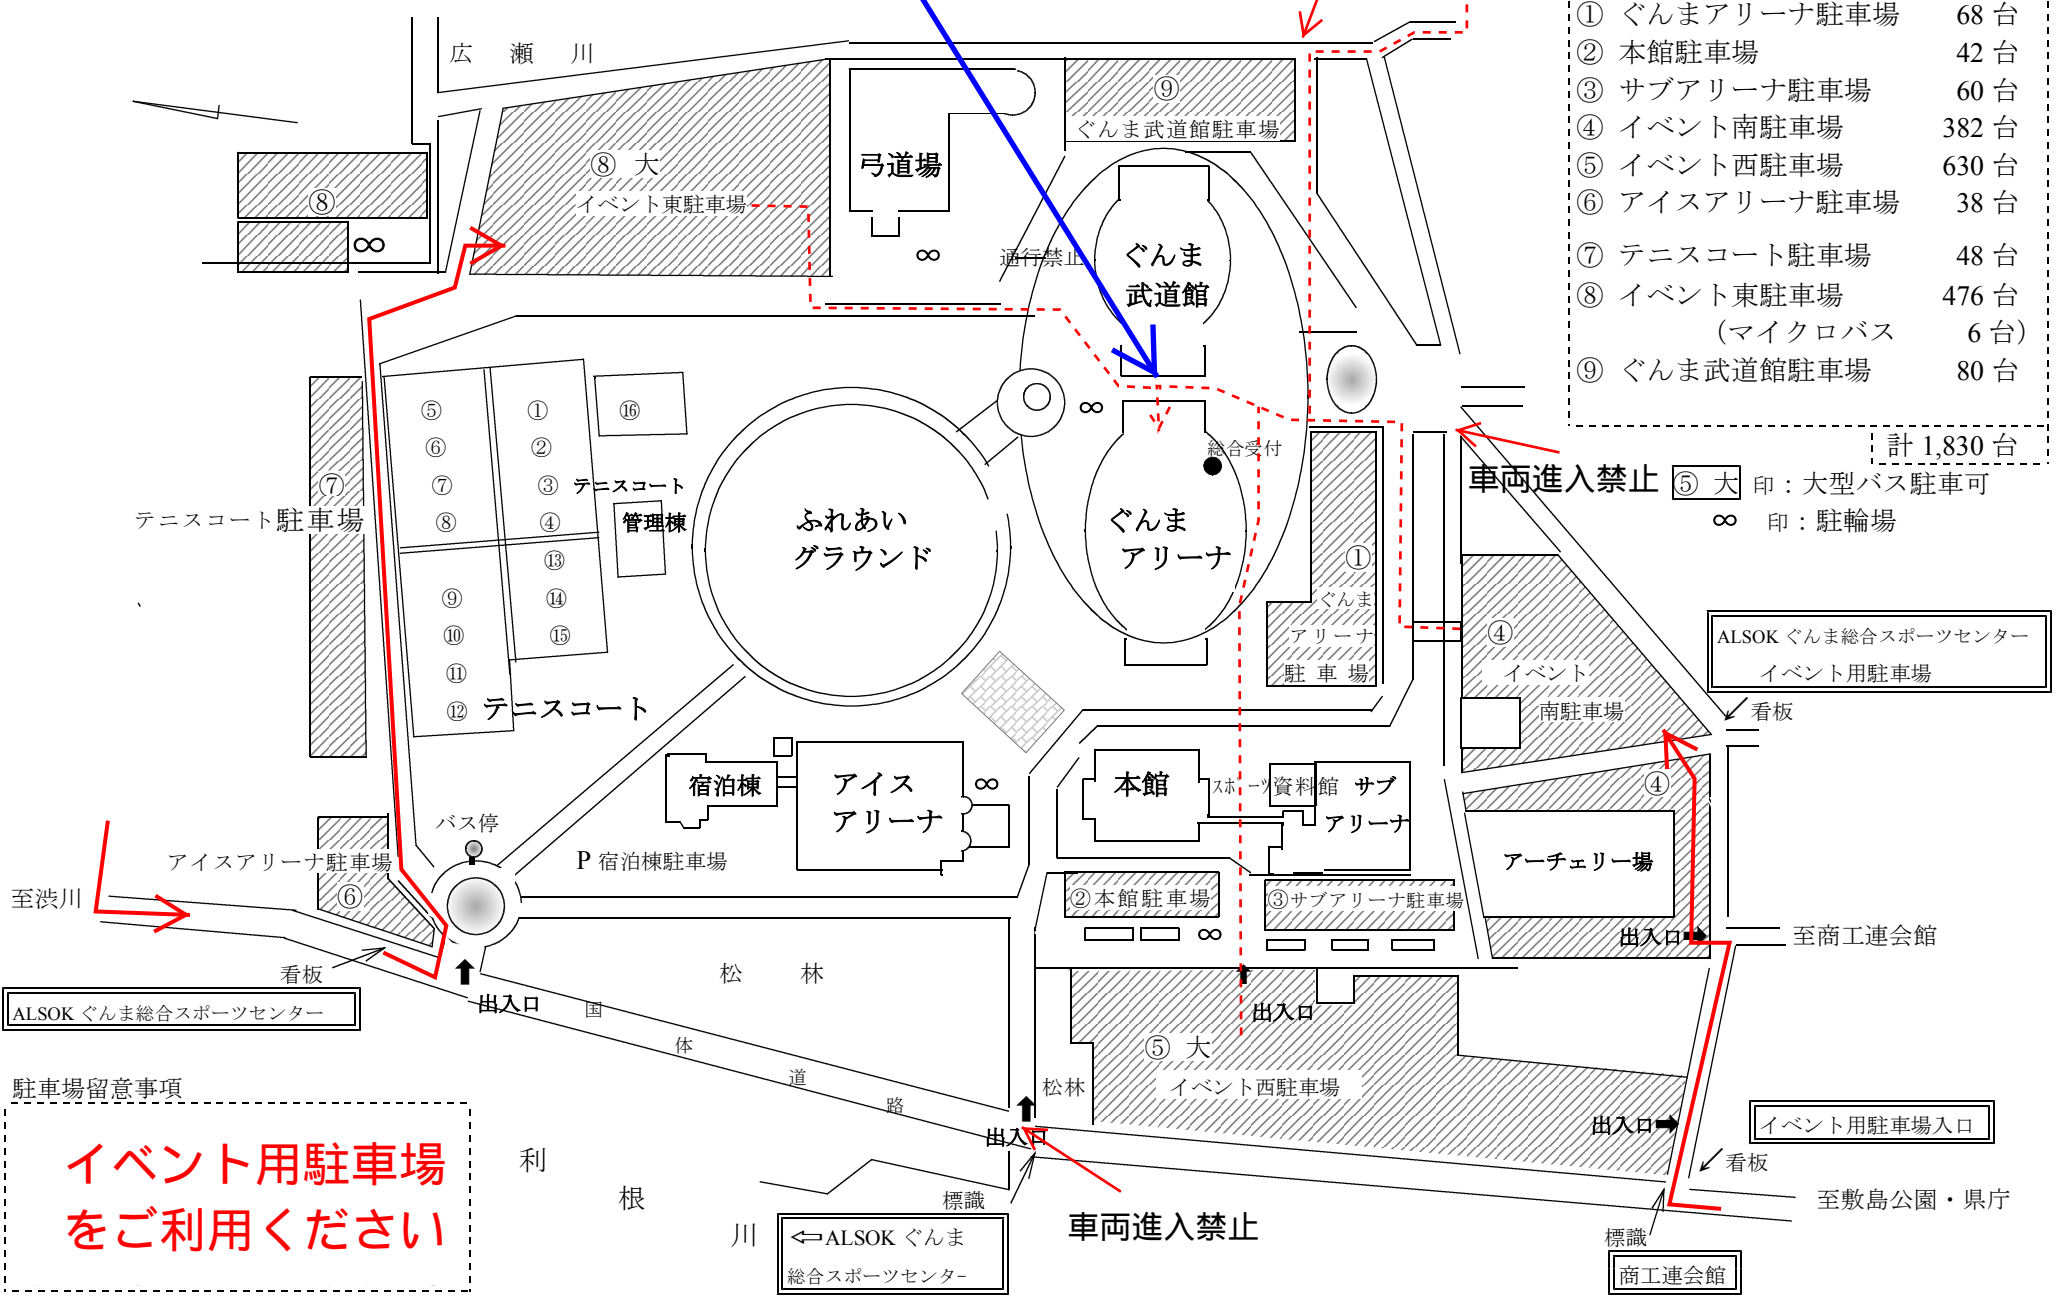 ① ぐんまアリーナ駐車場 68 台
② 本館駐車場 42 台
③ サブアリーナ駐車場 60 台
④ イベント南駐車場 382 台
⑤ イベント西駐車場 630 台
⑥ アイスアリーナ駐車場 38 台
⑦ テニスコート駐車場 48 台
⑧ イベント東駐車場 476 台
（マイクロバス 6 台）
⑨ ぐんま武道館駐車場 80 台
計 1,830 台
⑤ 大 印：大型バス駐車可
∞ 印：駐輪場
広 瀬 川
⑧ 大
イベント東駐車場
⑧
∞
弓道場
∞
⑨
ぐんま武道館駐車場
通行禁止
ぐんま
武道館
∞
総合受付
ぐんま
アリーナ
車両進入禁止
①
ぐんま
アリーナ
駐 車 場
⑤
⑥
⑦
⑧
①
②
③
④
⑬
⑭
⑮
⑯
⑨
⑩
⑪
⑫
テニスコート
管理棟
テニスコート
⑦
テニスコート駐車場
ふれあい
グラウンド
④
イベント
南駐車場
ALSOK ぐんま総合スポーツセンター
イベント用駐車場
看板
④
アーチェリー場
出入口
至商工連会館
宿泊棟
アイス
アリーナ
∞
本館
スポーツ資料館
サブ
アリーナ
バス停
P 宿泊棟駐車場
アイスアリーナ駐車場
⑥
至渋川
看板
ALSOK ぐんま総合スポーツセンター
出入口
②本館駐車場
③サブアリーナ駐車場
∞
松 林
国
体
道
路
松林
出入口
⑤ 大
イベント西駐車場
出入口
イベント用駐車場入口
看板
至敷島公園・県庁
標識
商工連会館
出入口
標識
車両進入禁止
←ALSOK ぐんま
総合スポーツセンター
利
根
川
駐車場留意事項
イベント用駐車場
をご利用ください